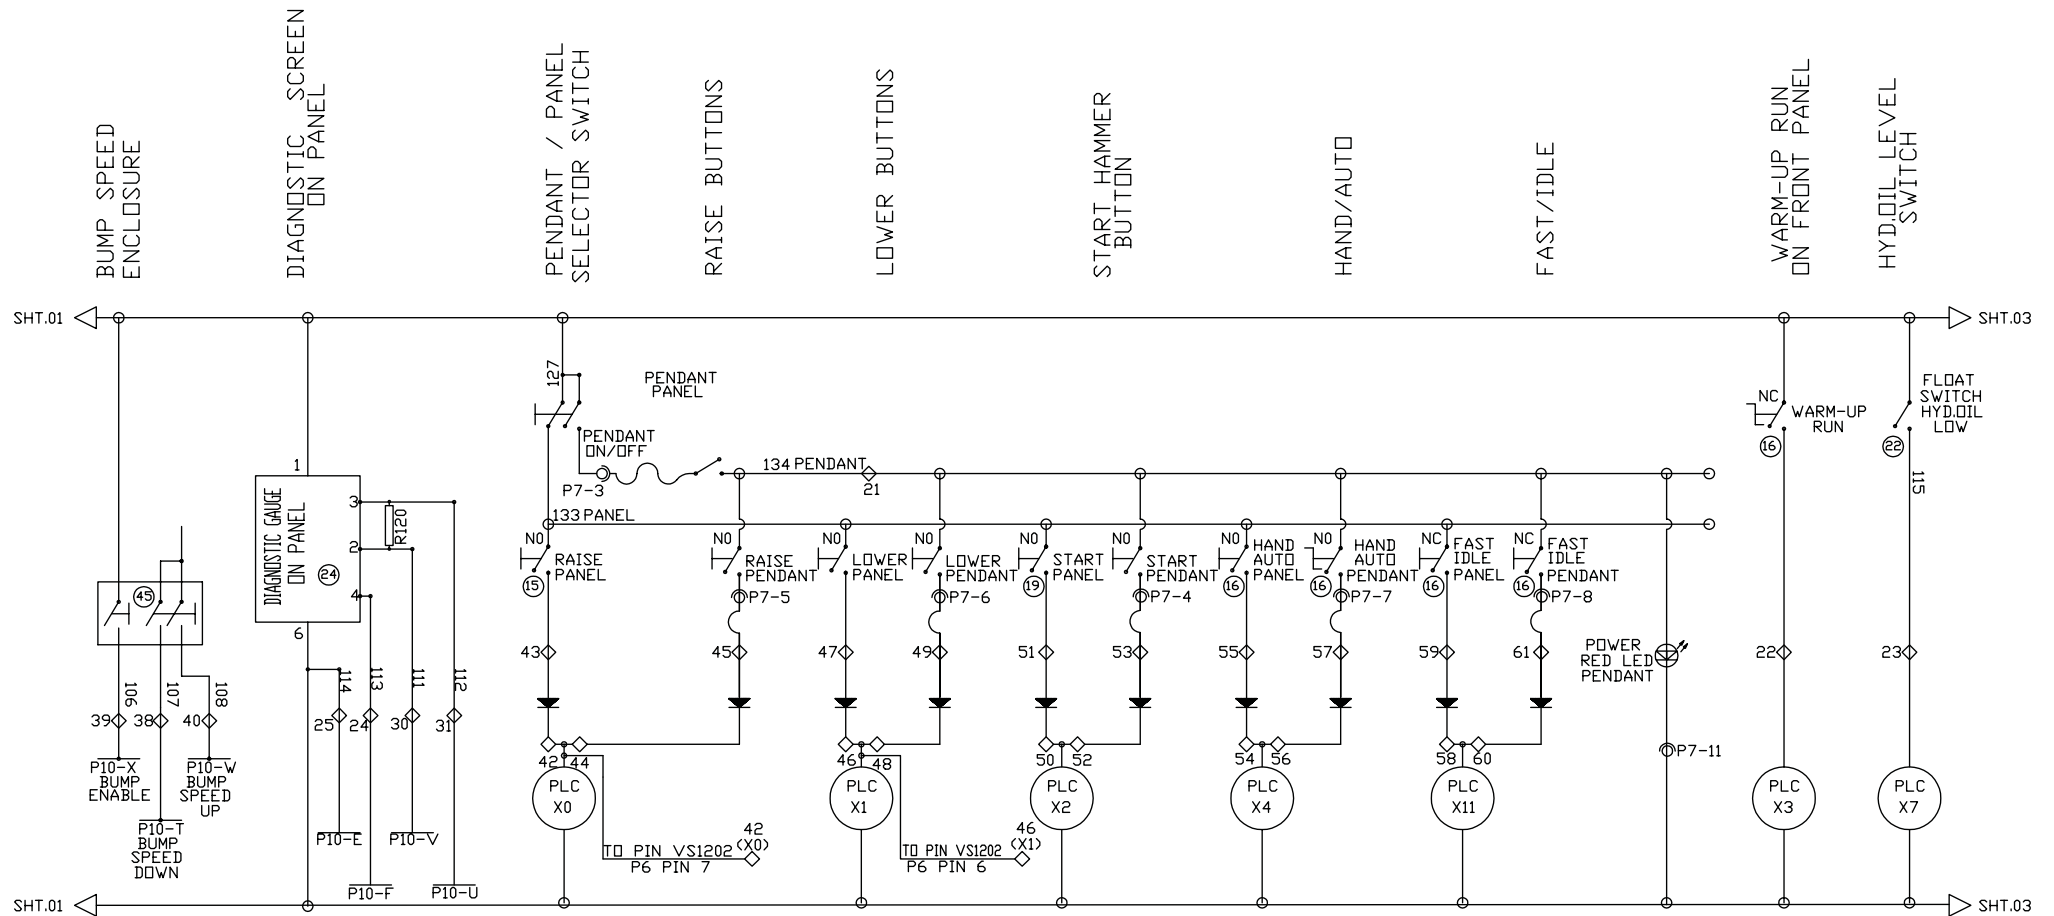 BUMP SPEED
ENCLOSURE
DIAGNOSTIC SCREEN
ON PANEL
PENDANT / PANEL
SELECTOR SWITCH
RAISE BUTTONS
LOWER BUTTONS
START HAMMER
BUTTON
HAND/AUTO
FAST/IDLE
WARM-UP RUN
ON FRONT PANEL
HYD.OIL LEVEL
SWITCH
SHT.01
SHT.03
127
PENDANT
PANEL
PENDANT
ON/OFF
P7-3
134 PENDANT
21
133 PANEL
NC
WARM-UP
RUN
16
FLOAT
SWITCH
HYD.OIL
LOW
22
115
1
DIAGNOSTIC GAUGE
ON PANEL
24
3
2
4
6
R120
45
NO
RAISE
PANEL
15
NO
RAISE
PENDANT
P7-5
NO
LOWER
PANEL
NO
LOWER
PENDANT
P7-6
NO
START
PANEL
19
NO
START
PENDANT
P7-4
NO
HAND
AUTO
PANEL
16
NO
HAND
AUTO
PENDANT
16
P7-7
NC
FAST
IDLE
PANEL
16
NC
FAST
IDLE
PENDANT
16
P7-8
106
107
108
114
113
111
112
39
38
40
25
24
30
31
43
45
47
49
51
53
55
57
59
61
POWER
RED LED
PENDANT
22
23
P7-11
42
44
46
48
50
52
54
56
58
60
P10-X
BUMP
ENABLE
P10-W
BUMP
SPEED
UP
P10-T
BUMP
SPEED
DOWN
P10-E
P10-V
P10-F
P10-U
PLC
X0
PLC
X1
PLC
X2
PLC
X4
PLC
X11
PLC
X3
PLC
X7
TO PIN VS1202
P6 PIN 7
42
(X0)
TO PIN VS1202
P6 PIN 6
46
(X1)
SHT.01
SHT.03